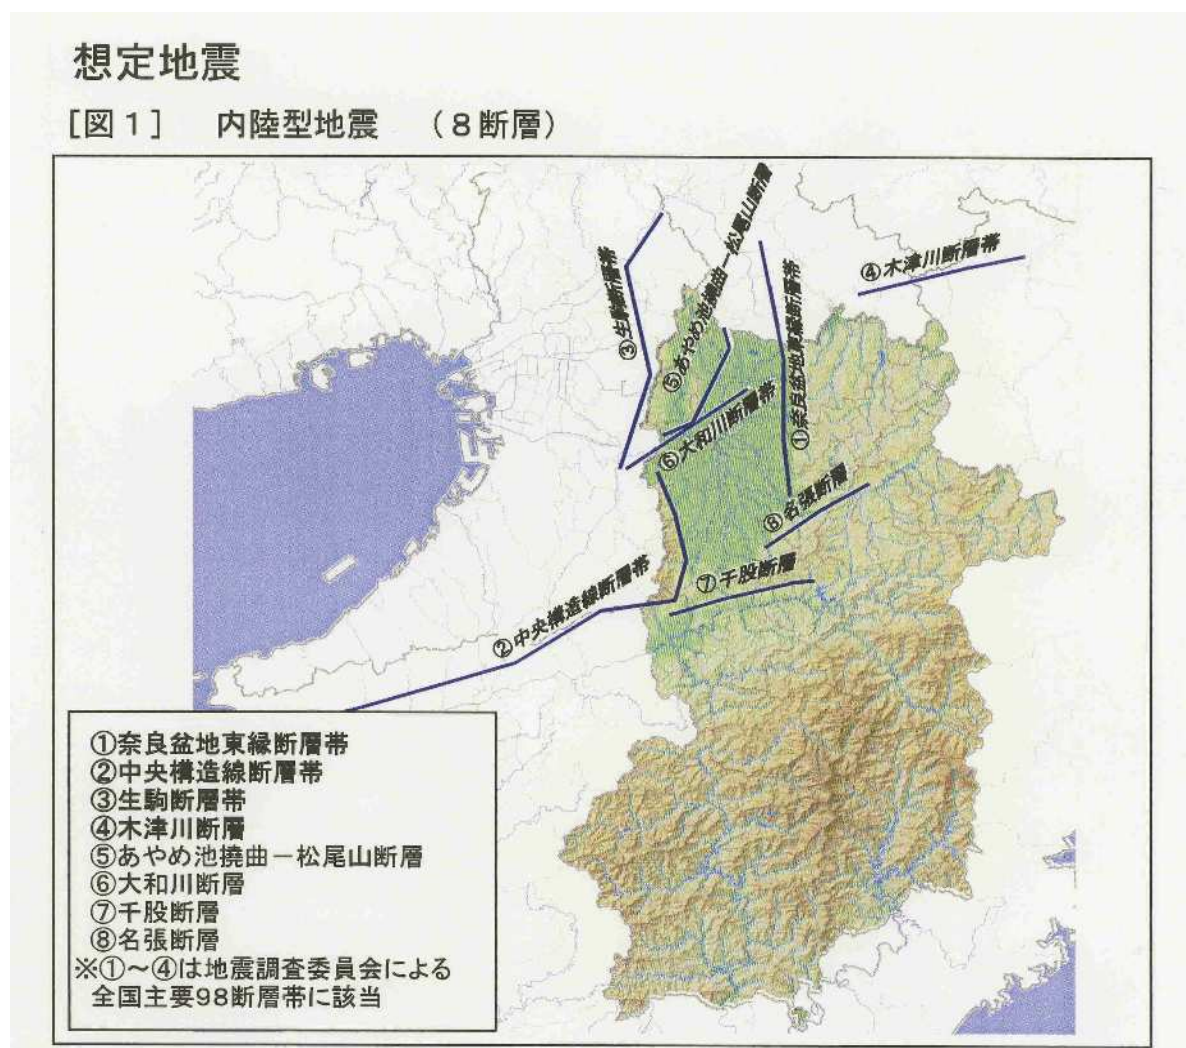 想定地震
[図1] 内陸型地震 (8断層)
⑤あやめ池撓曲ー松尾山断層
③生駒断層帯
①奈良盆地東縁断層帯
④木津川断層帯
⑥大和川断層帯
⑧名張断層
⑦千股断層
②中央構造線断層帯
①奈良盆地東縁断層帯
②中央構造線断層帯
③生駒断層帯
④木津川断層
⑤あやめ池撓曲ー松尾山断層
⑥大和川断層
⑦千股断層
⑧名張断層
※①~④は地震調査委員会による
全国主要98断層帯に該当